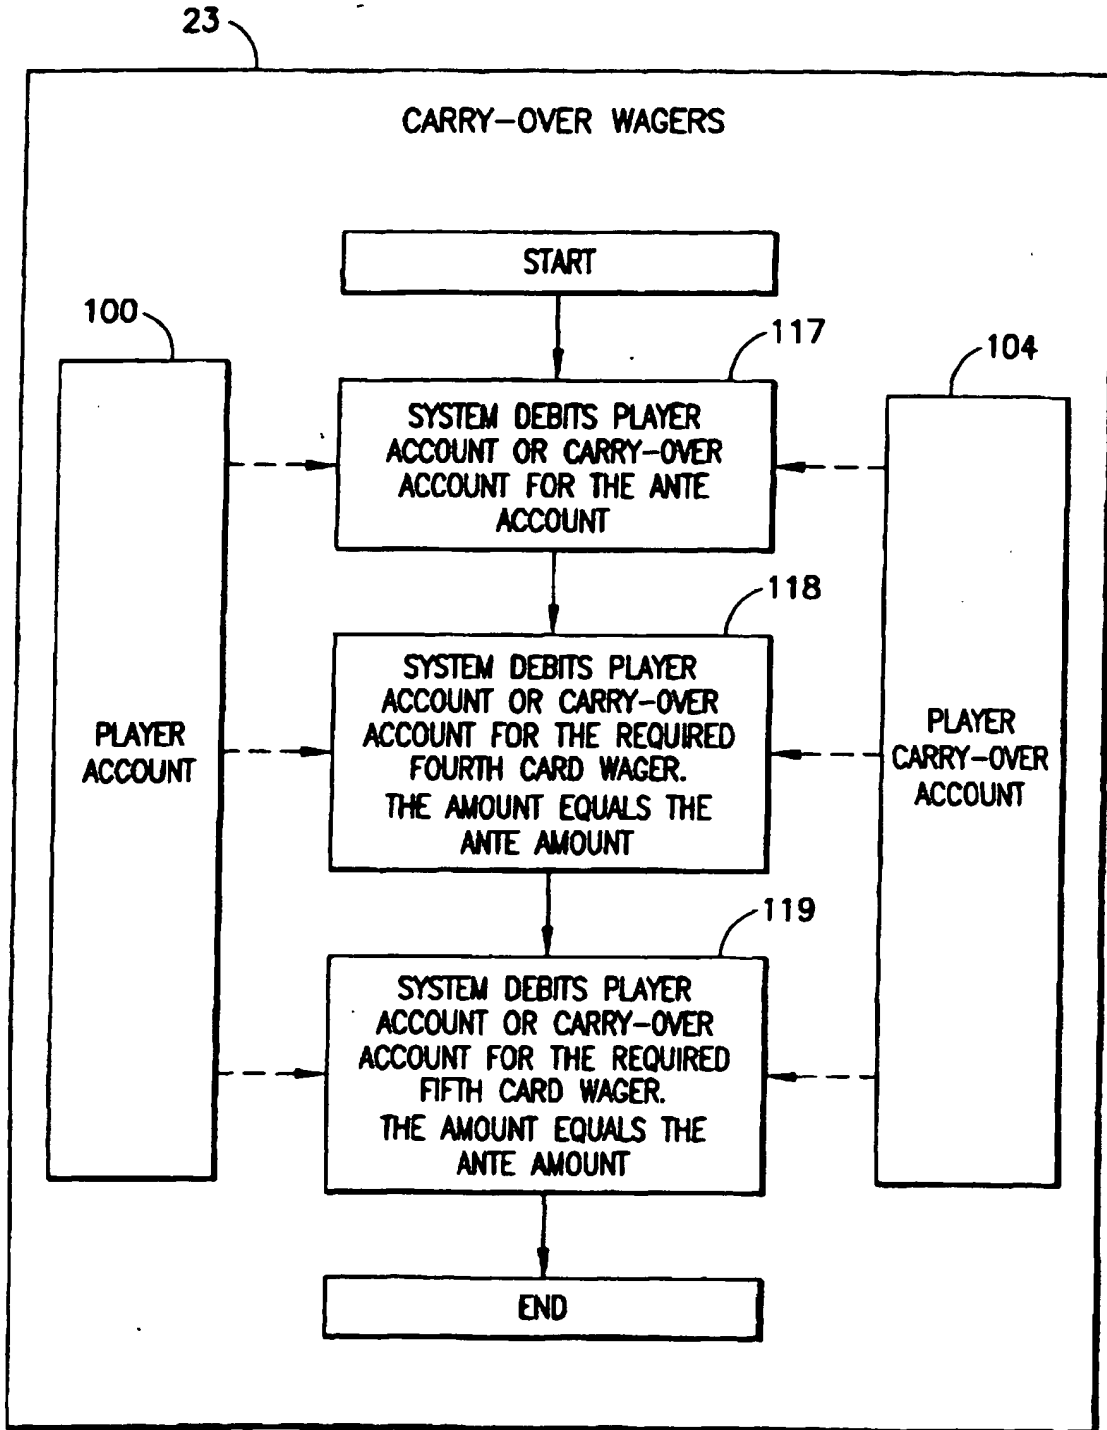 23
CARRY-OVER WAGERS
START
100
117
104
SYSTEM DEBITS PLAYER
ACCOUNT OR CARRY-OVER
ACCOUNT FOR THE ANTE
ACCOUNT
118
SYSTEM DEBITS PLAYER
ACCOUNT OR CARRY-OVER
ACCOUNT FOR THE REQUIRED
FOURTH CARD WAGER.
THE AMOUNT EQUALS THE
ANTE AMOUNT
PLAYER
ACCOUNT
PLAYER
CARRY-OVER
ACCOUNT
119
SYSTEM DEBITS PLAYER
ACCOUNT OR CARRY-OVER
ACCOUNT FOR THE REQUIRED
FIFTH CARD WAGER.
THE AMOUNT EQUALS THE
ANTE AMOUNT
END